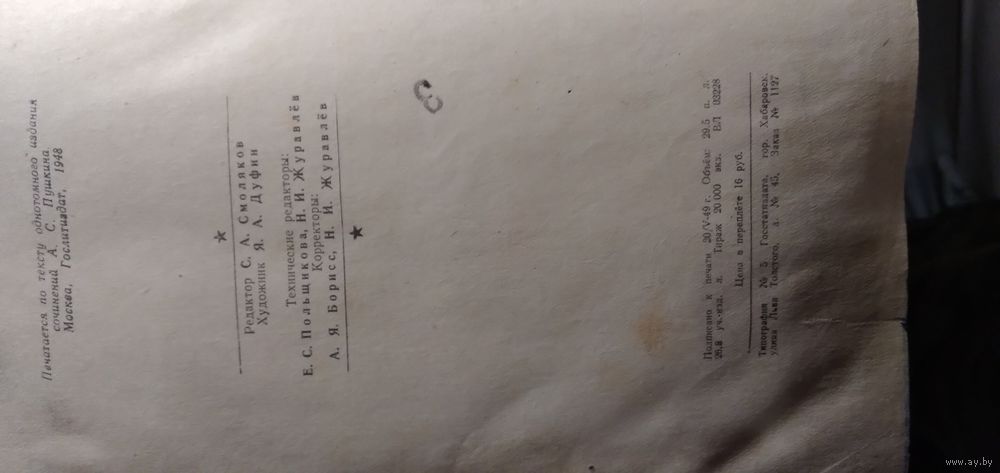 Печатается по тексту однотомного издания
сочинений А. С. Пушкина.
Москва, Гослитиздат, 1948
★
Редактор С. А. Смоляков
Художник Я. А. Дуфин
Технические редакторы:
Е. С. Польщикова, Н. И. Журавлёв
Корректоры:
А. Я. Борисс, Н. И. Журавлёв
★
Подписано к печати 20/V-49 г. Объём: 29,5 п. л.
26,8 уч.-изд. л. Тираж 20 000 экз. ВЛ 03228
Цена в переплёте 16 руб.
Типография № 5 Госстатиздата, гор. Хабаровск,
улица Льва Толстого, д. № 45, Заказ № 1127
www.ay.by